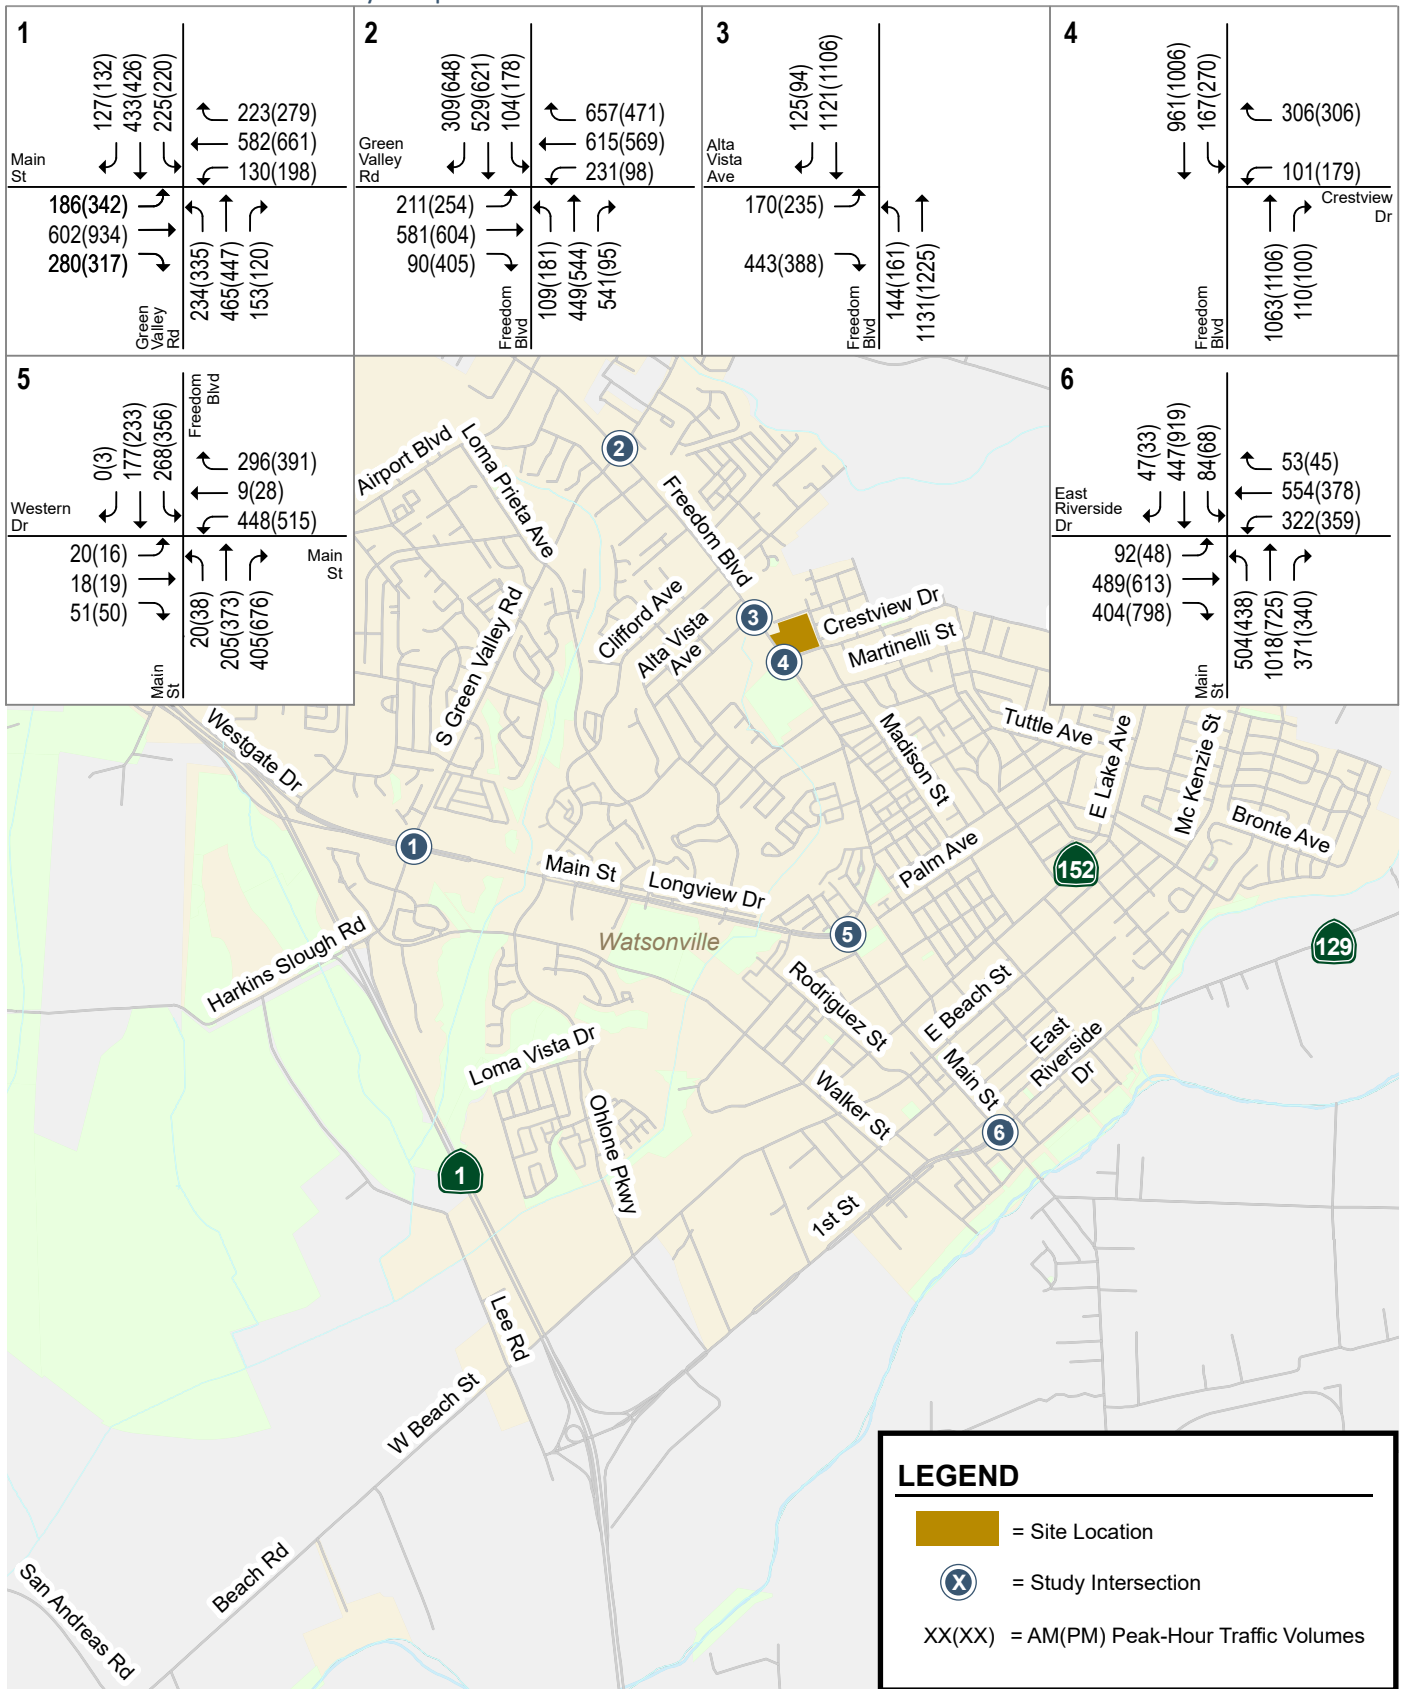 1
127(132)
433(426)
225(220)
223(279)
582(661)
130(198)
Main
St
186(342)
602(934)
280(317)
234(335)
465(447)
153(120)
Green
Valley
Rd
2
309(648)
529(621)
104(178)
657(471)
615(569)
231(98)
Green
Valley
Rd
211(254)
581(604)
90(405)
109(181)
449(544)
541(95)
Freedom
Blvd
3
125(94)
1121(1106)
Alta
Vista
Ave
170(235)
443(388)
144(161)
1131(1225)
Freedom
Blvd
4
961(1006)
167(270)
306(306)
101(179)
Crestview
Dr
1063(1106)
110(100)
Freedom
Blvd
5
0(3)
177(233)
268(356)
Freedom
Blvd
296(391)
9(28)
448(515)
Western
Dr
Main
St
20(16)
18(19)
51(50)
20(38)
205(373)
405(676)
Main
St
6
47(33)
447(919)
84(68)
53(45)
554(378)
322(359)
East
Riverside
Dr
92(48)
489(613)
404(798)
504(438)
1018(725)
371(340)
Main
St
Airport Blvd
Loma Prieta Ave
2
Freedom Blvd
S Green Valley Rd
Clifford Ave
Alta Vista
Ave
3
4
Crestview Dr
Martinelli St
Westgate Dr
Madison St
Tuttle Ave
E Lake Ave
Mc Kenzie St
Bronte Ave
1
Main St
Longview Dr
Palm Ave
152
5
Watsonville
129
Harkins Slough Rd
Rodriguez St
E Beach St
East
Riverside
Dr
Loma Vista Dr
Main St
Walker St
Ohlone Pkwy
6
1
1st St
Lee Rd
W Beach St
Beach Rd
San Andreas Rd
LEGEND
= Site Location
X = Study Intersection
XX(XX) = AM(PM) Peak-Hour Traffic Volumes